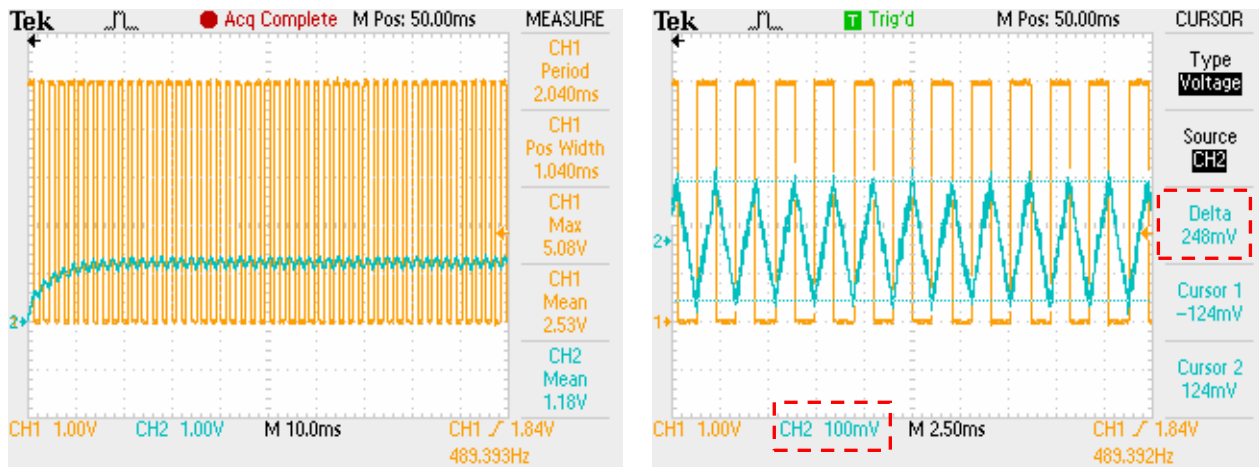 Tek Acq Complete M Pos: 50.00ms MEASURE
CH1
Period
2.040ms
CH1
Pos Width
1.040ms
CH1
Max
5.08V
CH1
Mean
2.53V
2
CH2
Mean
1.18V
CH1 1.00V CH2 1.00V M 10.0ms CH1 1.84V
489.393Hz
Tek T Trig'd M Pos: 50.00ms CURSOR
Type
Voltage
Source
CH2
Delta
248mV
2
Cursor 1
-124mV
1
Cursor 2
124mV
CH1 1.00V CH2 100mV M 2.50ms CH1 1.84V
489.392Hz